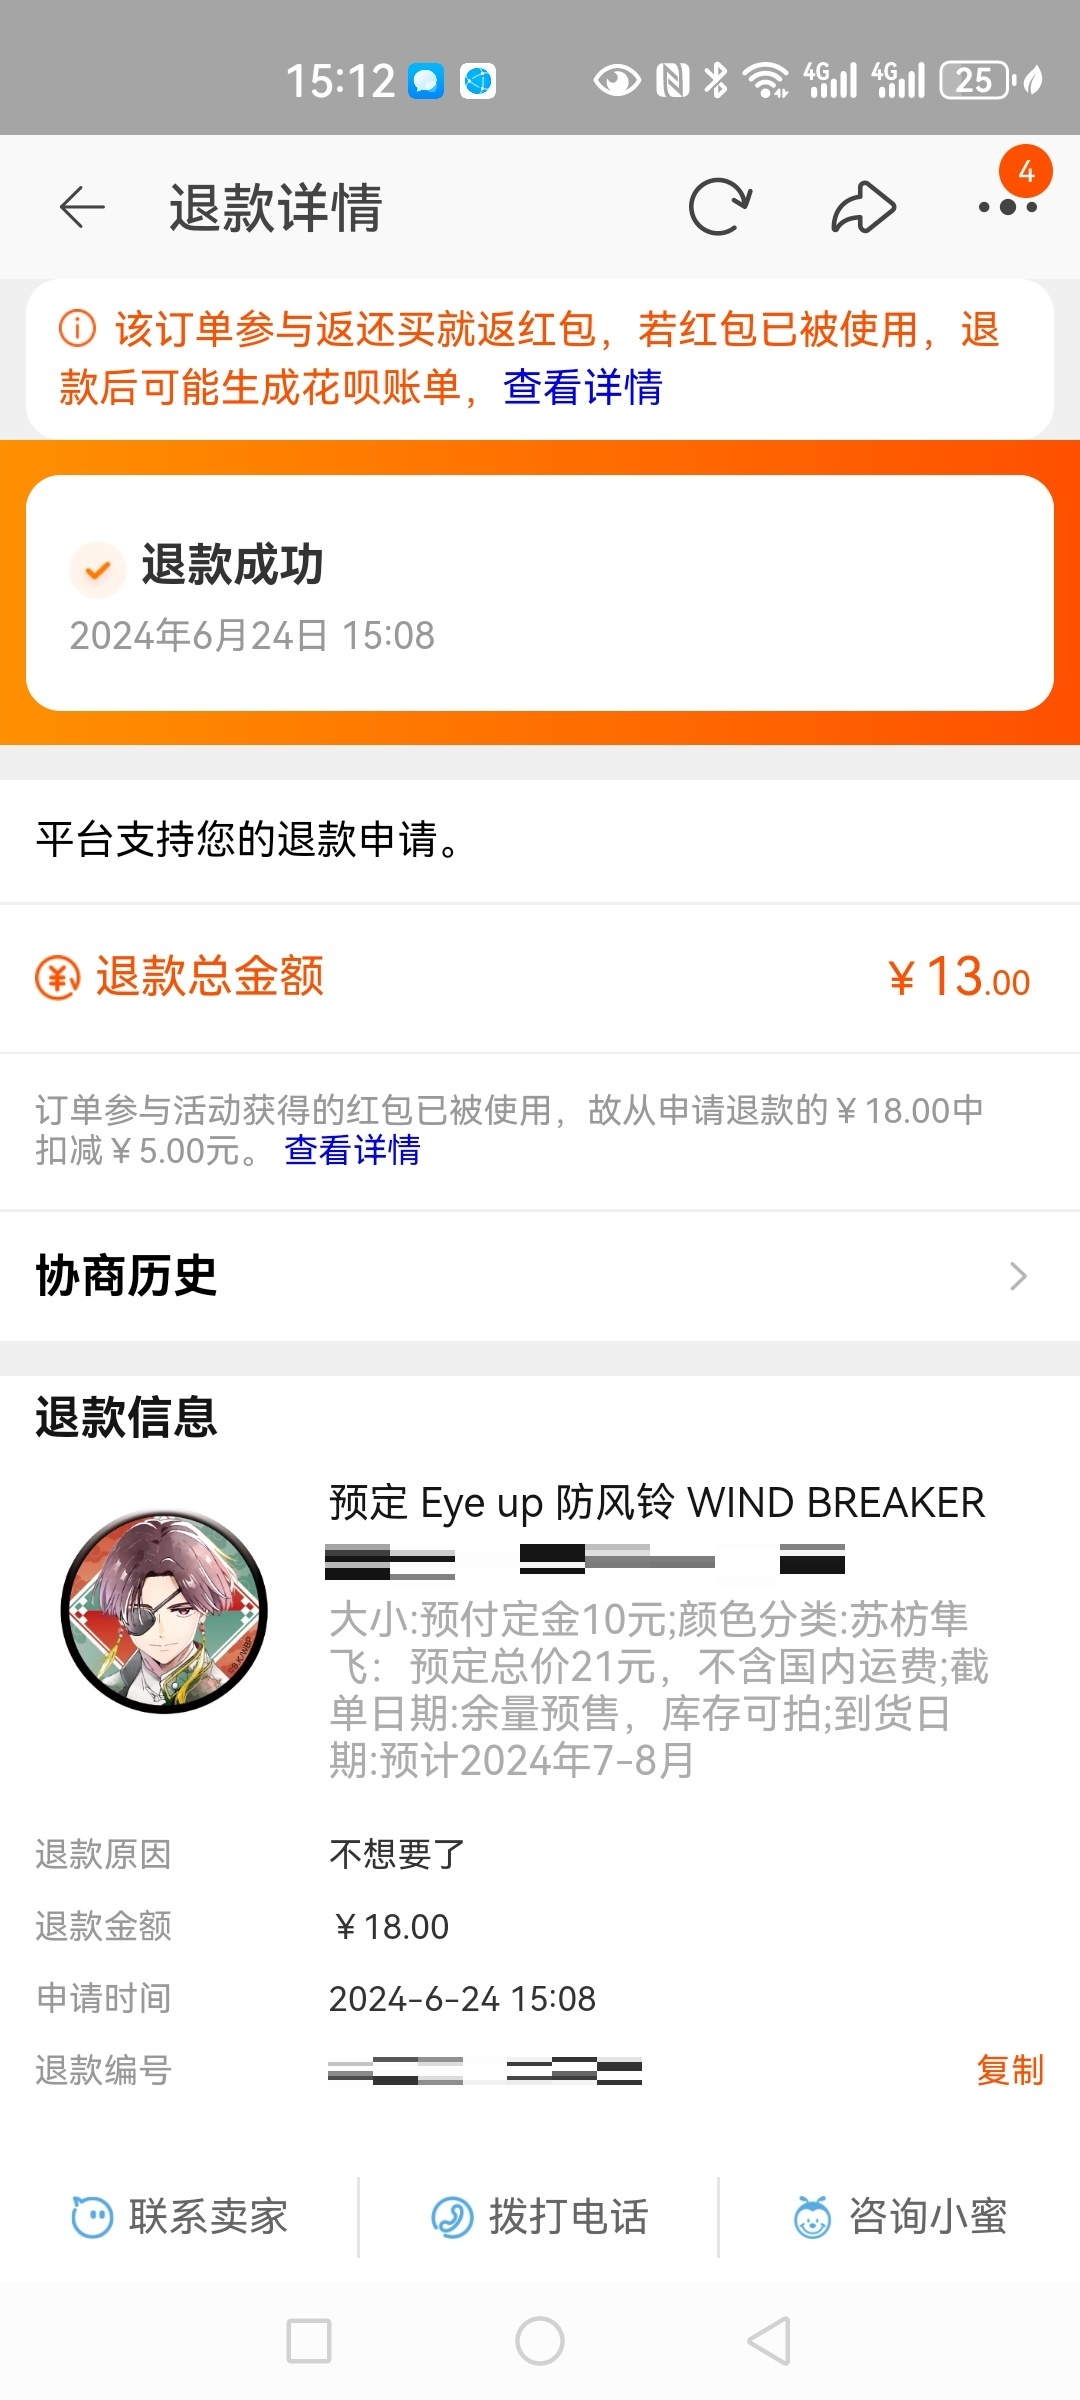 15:12
4G 4G 25
退款详情
4
该订单参与返还买就返红包，若红包已被使用，退
款后可能生成花呗账单，查看详情
退款成功
2024年6月24日 15:08
平台支持您的退款申请。
退款总金额 ￥13.00
订单参与活动获得的红包已被使用，故从申请退款的￥18.00中
扣减￥5.00元。 查看详情
协商历史
退款信息
预定 Eye up 防风铃 WIND BREAKER
大小:预付定金10元;颜色分类:苏枋隼
飞：预定总价21元，不含国内运费;截
单日期:余量预售，库存可拍;到货日
期:预计2024年7-8月
退款原因 不想要了
退款金额 ￥18.00
申请时间 2024-6-24 15:08
退款编号 复制
联系卖家 拨打电话 咨询小蜜